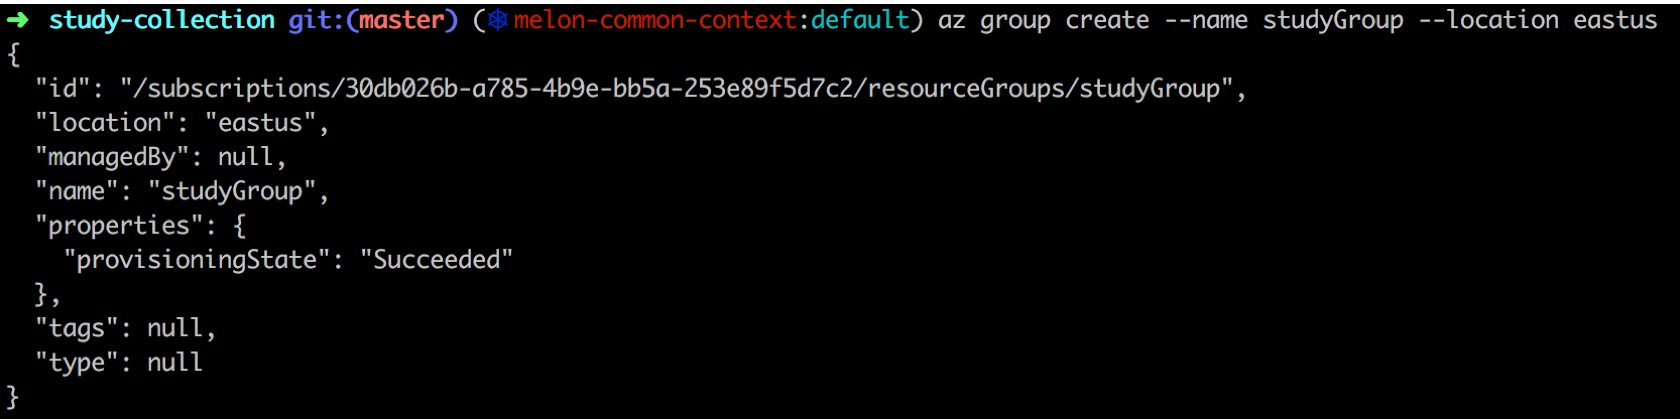 ➜ study-collection git:(master) (⎈melon-common-context:default) az group create --name studyGroup --location eastus
{
  "id": "/subscriptions/30db026b-a785-4b9e-bb5a-253e89f5d7c2/resourceGroups/studyGroup",
  "location": "eastus",
  "managedBy": null,
  "name": "studyGroup",
  "properties": {
    "provisioningState": "Succeeded"
  },
  "tags": null,
  "type": null
}